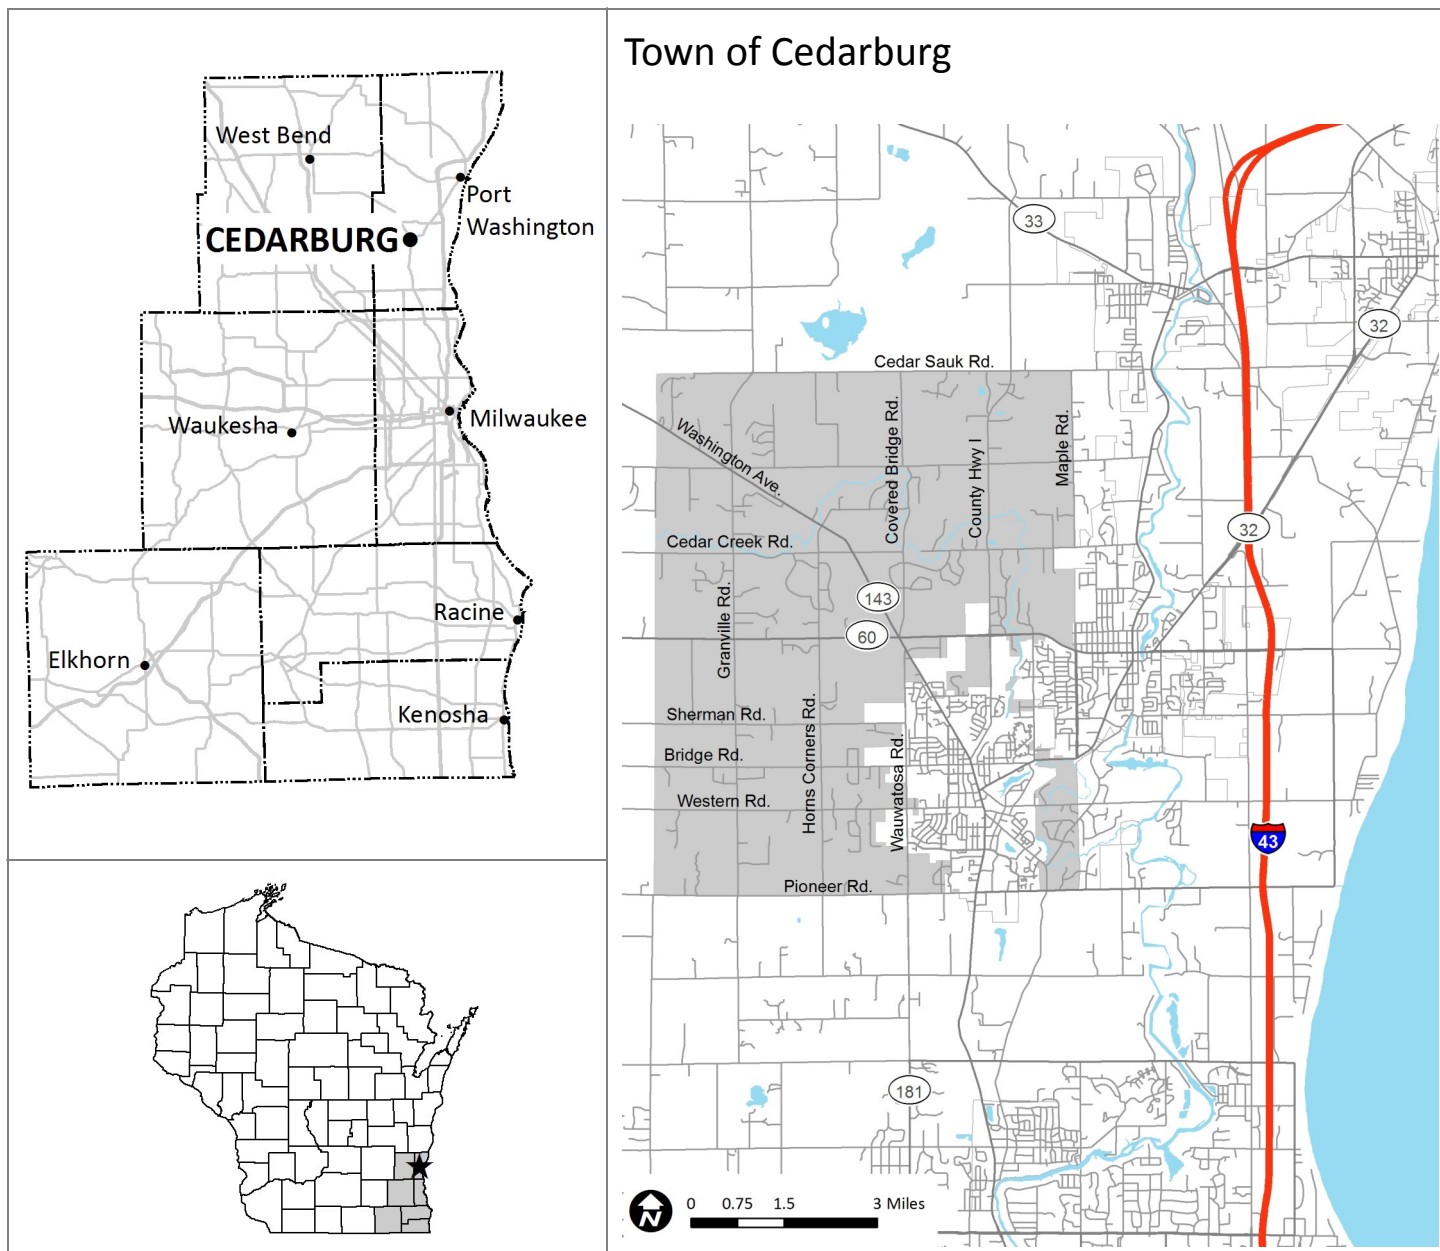 Town of Cedarburg
West Bend
Port
Washington
CEDARBURG
Waukesha
Milwaukee
Racine
Elkhorn
Kenosha
33
32
Cedar Sauk Rd.
Washington Ave.
Covered Bridge Rd.
County Hwy I
Maple Rd.
32
Cedar Creek Rd.
143
60
Granville Rd.
Sherman Rd.
Horns Corners Rd.
Bridge Rd.
Wauwatosa Rd.
Western Rd.
43
Pioneer Rd.
181
N
0 0.75 1.5 3 Miles